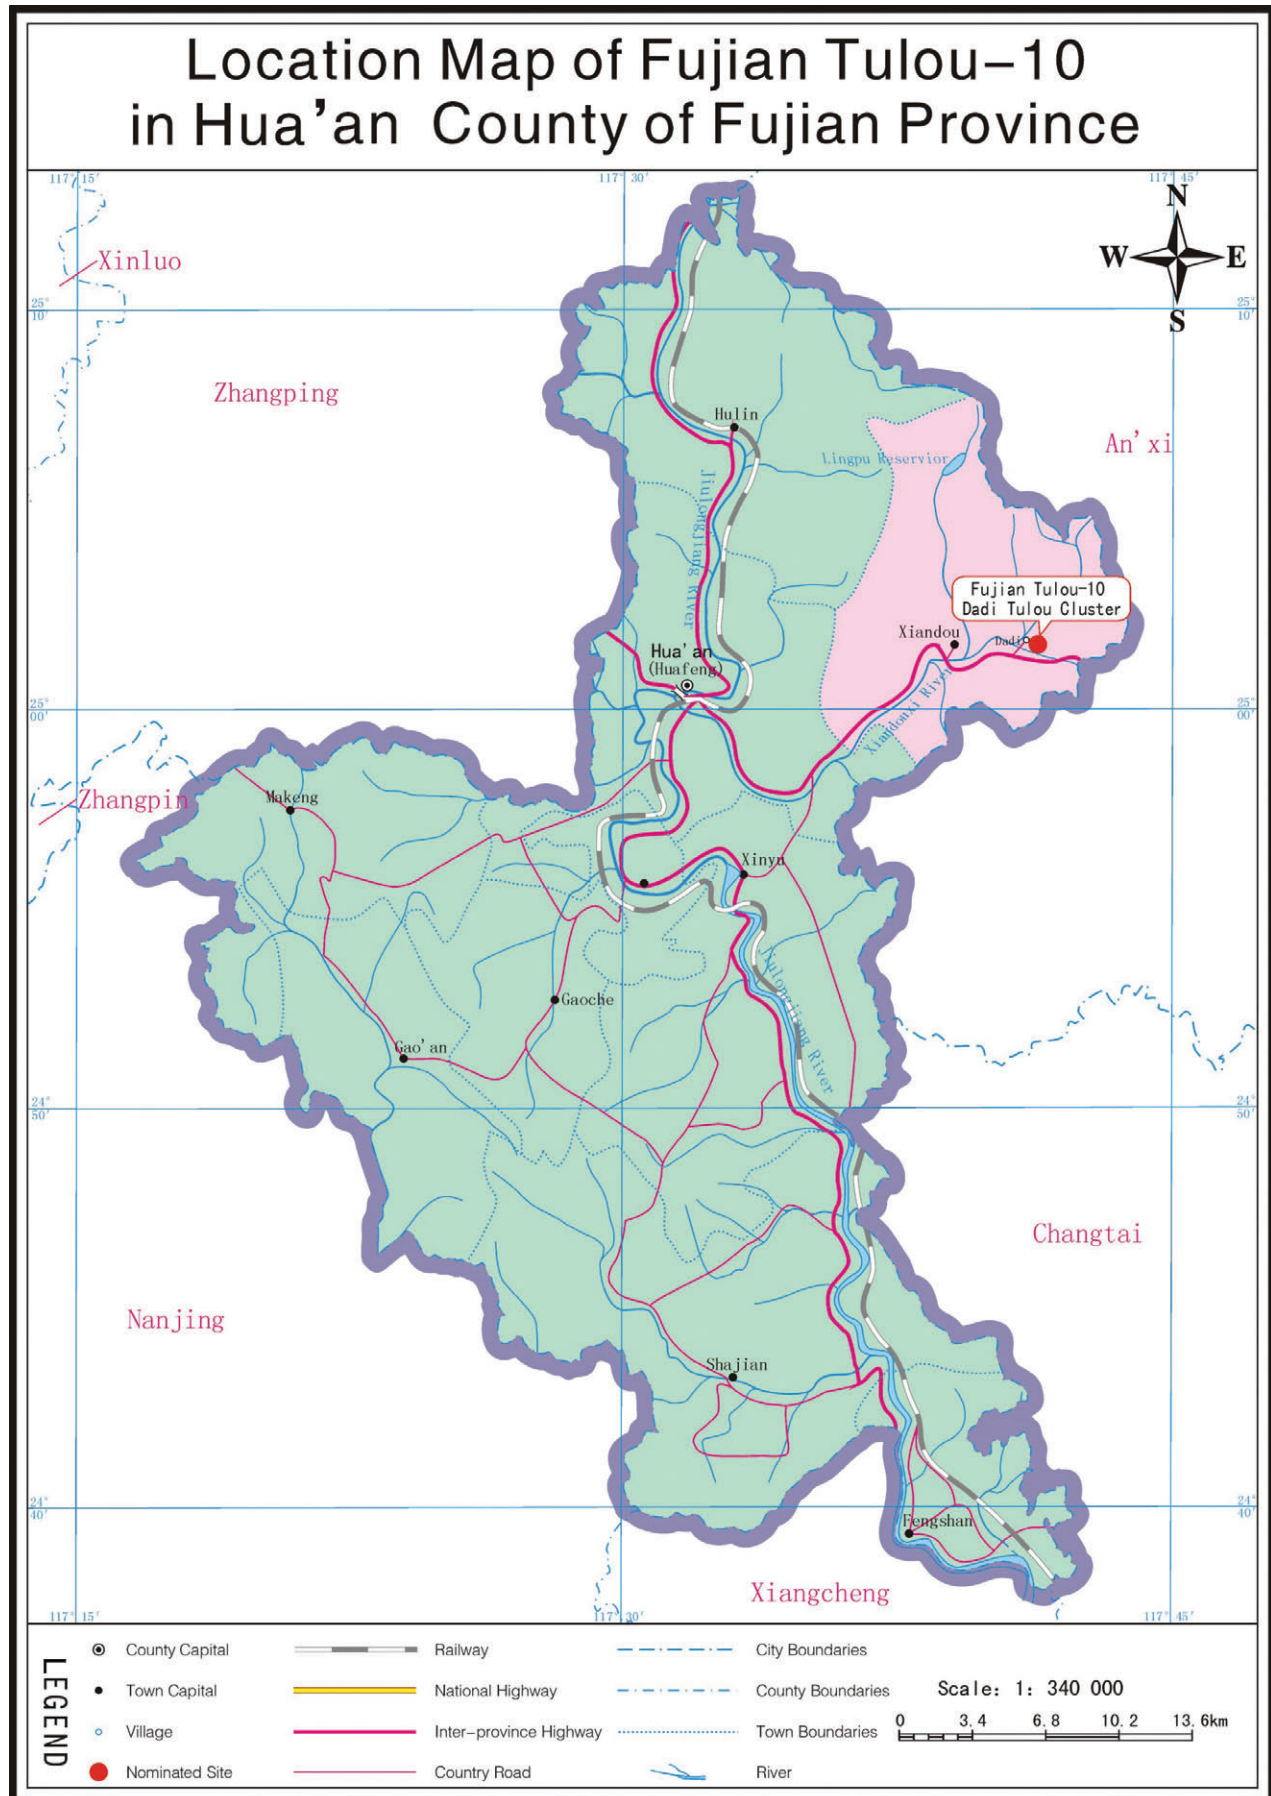 Location Map of Fujian Tulou-10
in Hua'an County of Fujian Province
117° 15′
117° 30′
117° 45′
N
W
E
S
Xinluo
25°
10′
25°
10′
Zhangping
Hulin
An'xi
Lingpu Reservior
Jiulongjiang River
Fujian Tulou-10
Dadi Tulou Cluster
Xiandou
Dadi
Hua'an
(Huafeng)
Xiandouxi River
25°
00′
25°
00′
Zhangpin
Makeng
Xinyu
Jiulongjiang River
Gaoche
Gao'an
24°
50′
24°
50′
Changtai
Nanjing
Shajian
24°
40′
24°
40′
Fengshan
Xiangcheng
117° 15′
117° 30′
117° 45′
LEGEND
County Capital
Railway
City Boundaries
Town Capital
National Highway
County Boundaries
Scale: 1: 340 000
Village
Inter-province Highway
Town Boundaries
0 3.4 6.8 10.2 13.6km
Nominated Site
Country Road
River